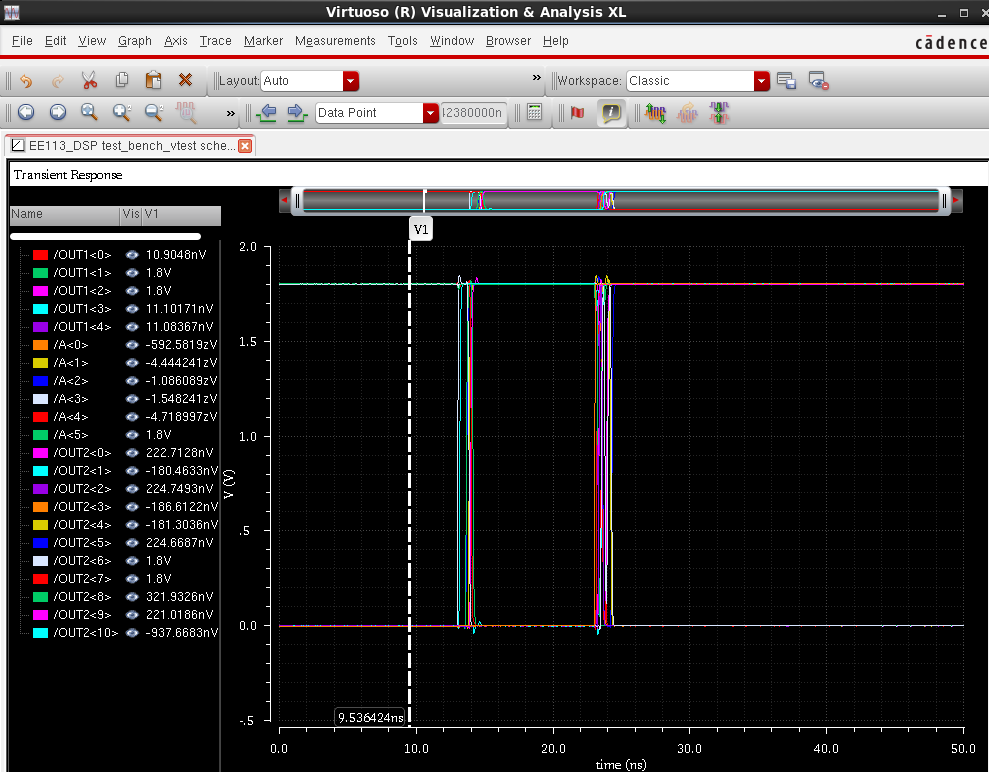 Virtuoso (R) Visualization & Analysis XL
File Edit View Graph Axis Trace Marker Measurements Tools Window Browser Help
cādence
Layout: Auto » Workspace: Classic
» Data Point 42380000n
EE113_DSP test_bench_vtest sche...
Transient Response
Name Vis V1
V1
/OUT1<0> 10.9048nV
/OUT1<1> 1.8V
/OUT1<2> 1.8V
/OUT1<3> 11.10171nV
/OUT1<4> 11.08367nV
/A<0> -592.5819zV
/A<1> -4.444241zV
/A<2> -1.086089zV
/A<3> -1.548241zV
/A<4> -4.718997zV
/A<5> 1.8V
/OUT2<0> 222.7128nV
/OUT2<1> -180.4633nV
/OUT2<2> 224.7493nV
/OUT2<3> -186.6122nV
/OUT2<4> -181.3036nV
/OUT2<5> 224.6687nV
/OUT2<6> 1.8V
/OUT2<7> 1.8V
/OUT2<8> 321.9326nV
/OUT2<9> 221.0186nV
/OUT2<10> -937.6683nV
2.0
1.5
1.0
.5
0.0
-.5
V (V)
9.536424ns
0.0 10.0 20.0 30.0 40.0 50.0
time (ns)